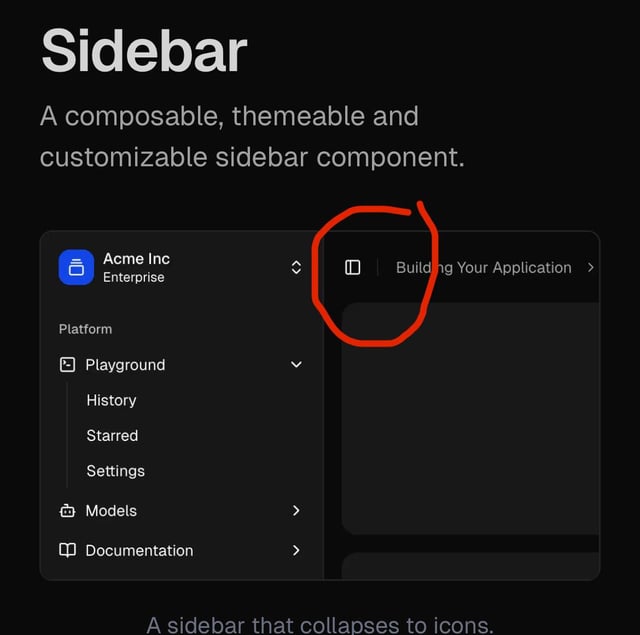 Sidebar
A composable, themeable and
customizable sidebar component.
Acme Inc
Enterprise
Building Your Application
Platform
Playground
History
Starred
Settings
Models
Documentation
A sidebar that collapses to icons.